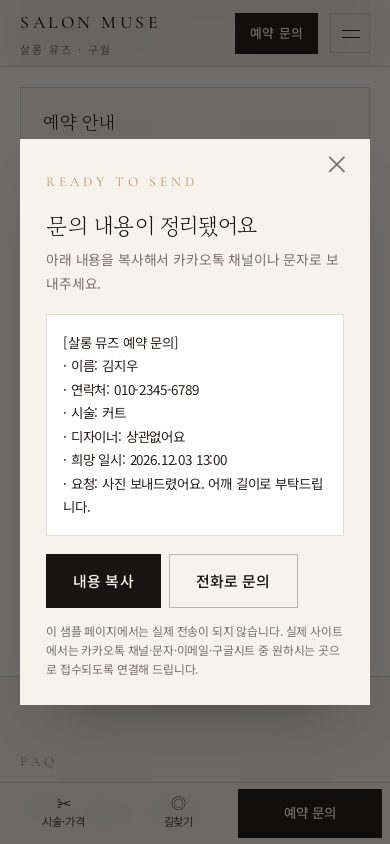 SALON MUSE
살롱 뮤즈 · 구월
예약 문의
예약 안내
READY TO SEND
문의 내용이 정리됐어요
아래 내용을 복사해서 카카오톡 채널이나 문자로 보
내주세요.
[살롱 뮤즈 예약 문의]
· 이름: 김지우
· 연락처: 010-2345-6789
· 시술: 커트
· 디자이너: 상관없어요
· 희망 일시: 2026.12.03 13:00
· 요청: 사진 보내드렸어요. 어깨 길이로 부탁드립
니다.
내용 복사
전화로 문의
이 샘플 페이지에서는 실제 전송이 되지 않습니다. 실제 사이트
에서는 카카오톡 채널·문자·이메일·구글시트 중 원하시는 곳으
로 접수되도록 연결해 드립니다.
FAQ
시술·가격
길찾기
예약 문의